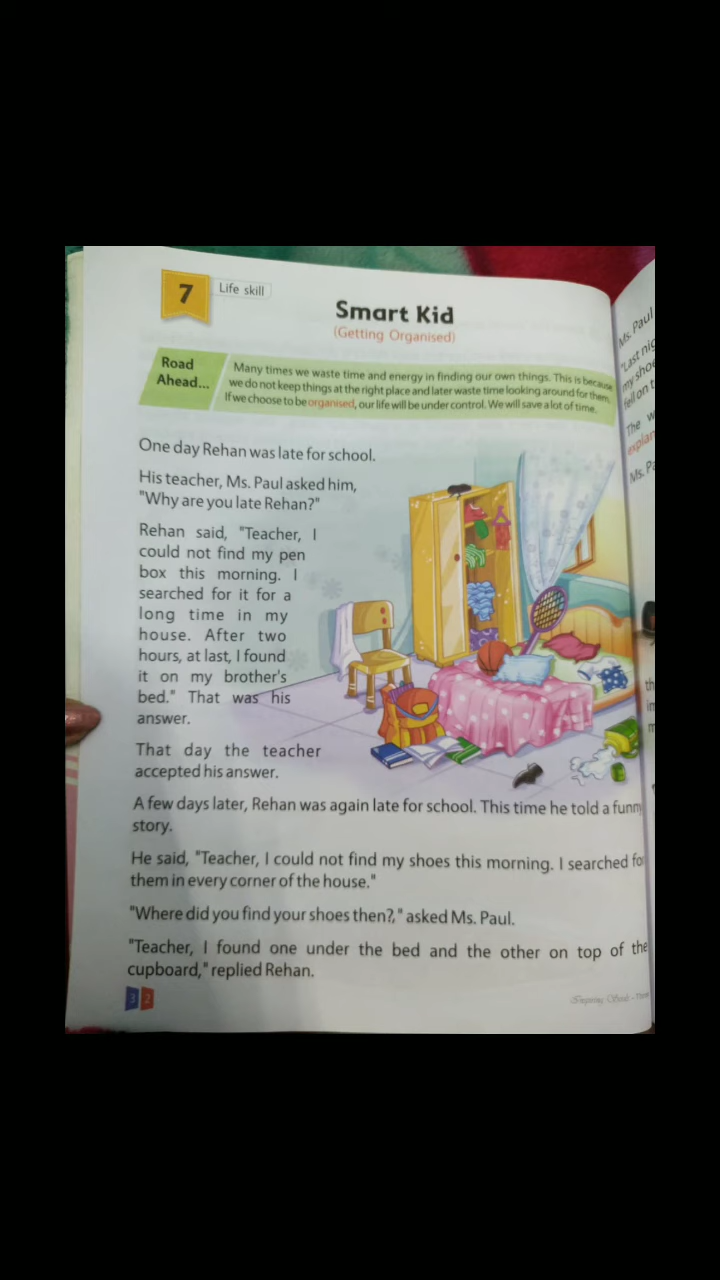 7
Life skill
Smart Kid
(Getting Organised)
Road
Ahead...
Many times we waste time and energy in finding our own things. This is because
we do not keep things at the right place and later waste time looking around for them.
If we choose to be organised, our life will be under control. We will save a lot of time.
One day Rehan was late for school.
His teacher, Ms. Paul asked him,
"Why are you late Rehan?"
Rehan said, "Teacher, I
could not find my pen
box this morning. I
searched for it for a
long time in my
house. After two
hours, at last, I found
it on my brother's
bed." That was his
answer.
That day the teacher
accepted his answer.
A few days later, Rehan was again late for school. This time he told a funny
story.
He said, "Teacher, I could not find my shoes this morning. I searched for
them in every corner of the house."
"Where did you find your shoes then?," asked Ms. Paul.
"Teacher, I found one under the bed and the other on top of the
cupboard," replied Rehan.
32
Ms. Paul
"Last
my
fell on
The